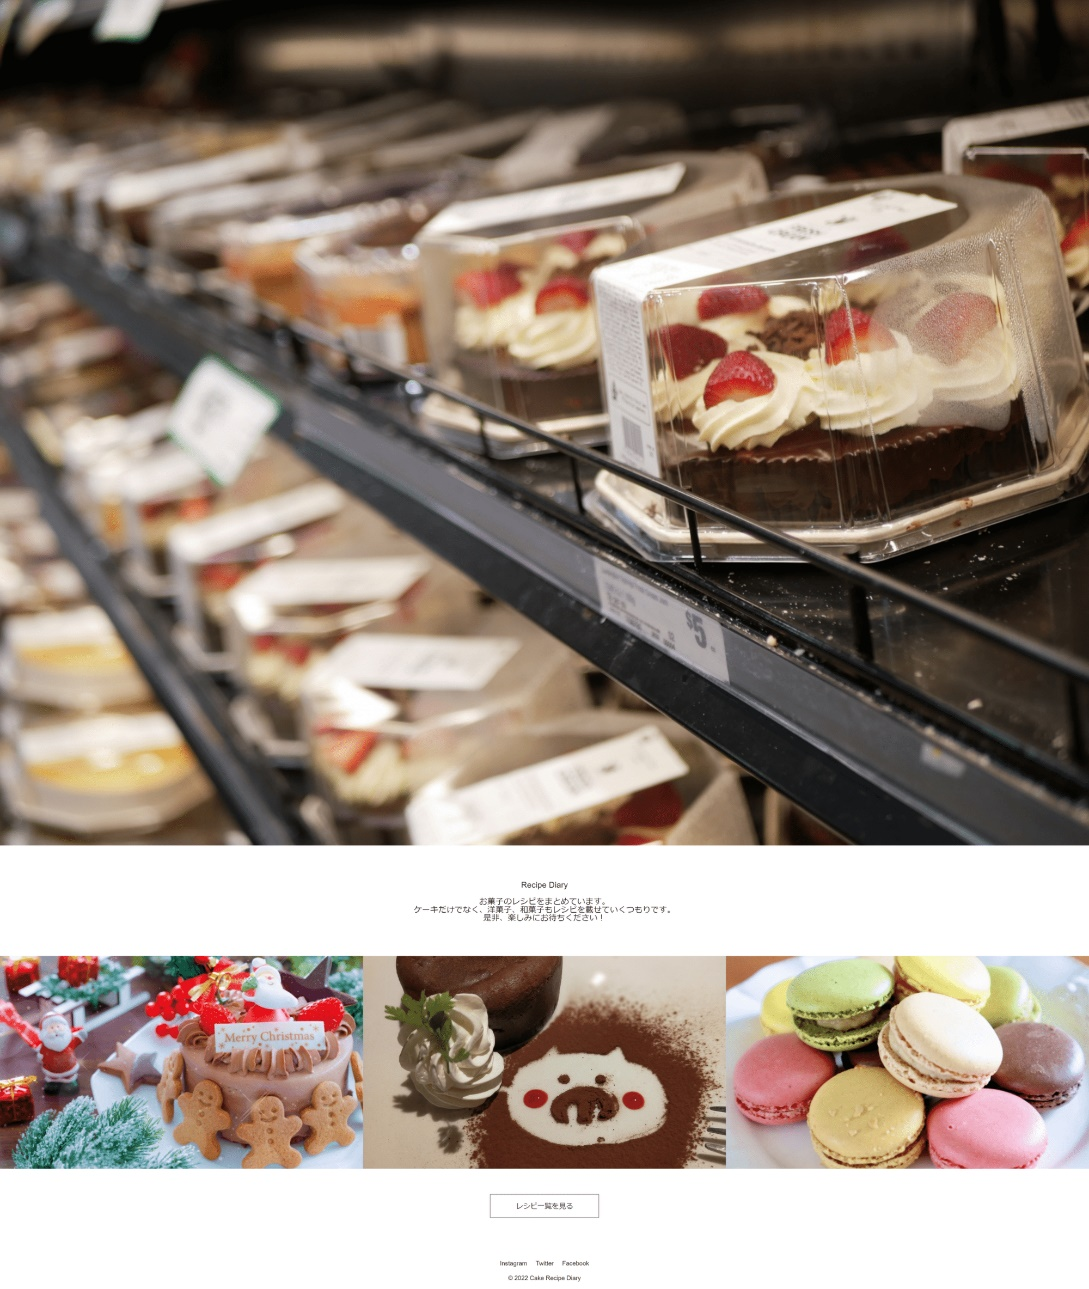 $5
Recipe Diary
お菓子のレシピをまとめています。
ケーキだけでなく、洋菓子、和菓子もレシピを載せていくつもりです。
是非、楽しみにお待ちください！
Merry Christmas
レシピ一覧を見る
Instagram Twitter Facebook
© 2022 Cake Recipe Diary